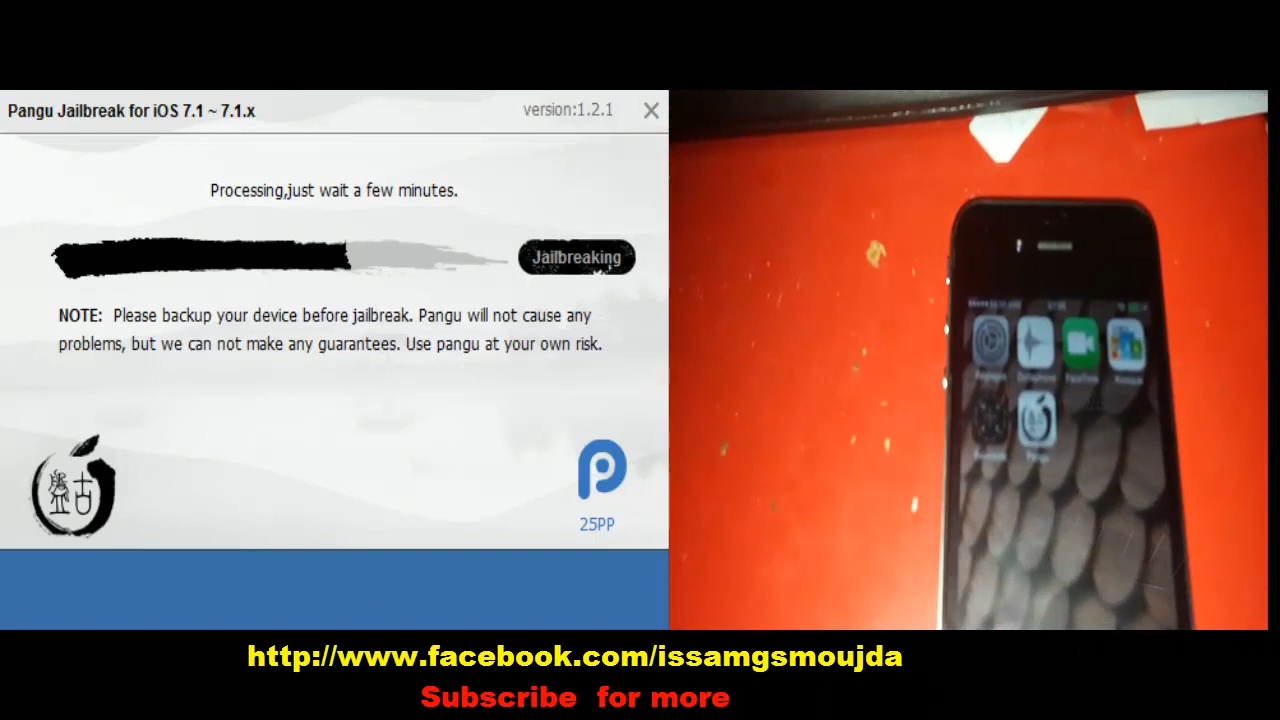 Pangu Jailbreak for iOS 7.1 ~ 7.1.x
version:1.2.1
Processing,just wait a few minutes.
Jailbreaking
NOTE: Please backup your device before jailbreak. Pangu will not cause any
problems, but we can not make any guarantees. Use pangu at your own risk.
25PP
FaceTime
Pangu
http://www.facebook.com/issamgsmoujda
Subscribe for more